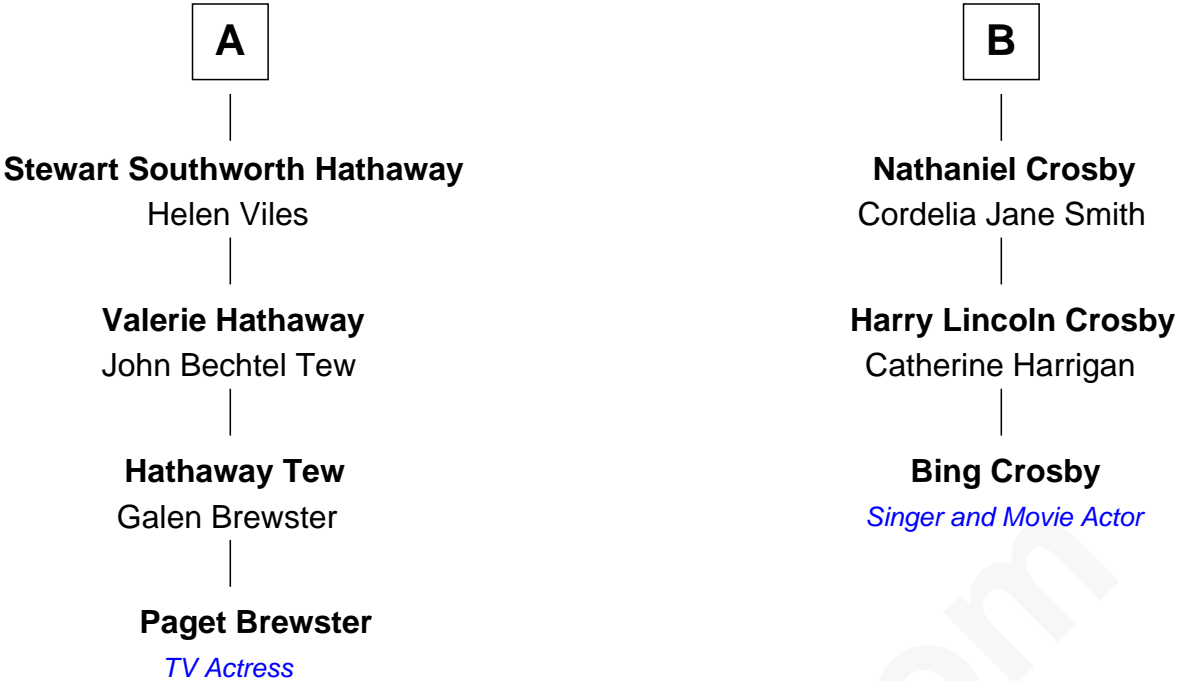 A
Stewart Southworth Hathaway
Helen Viles
Valerie Hathaway
John Bechtel Tew
Hathaway Tew
Galen Brewster
Paget Brewster
TV Actress
B
Nathaniel Crosby
Cordelia Jane Smith
Harry Lincoln Crosby
Catherine Harrigan
Bing Crosby
Singer and Movie Actor
om